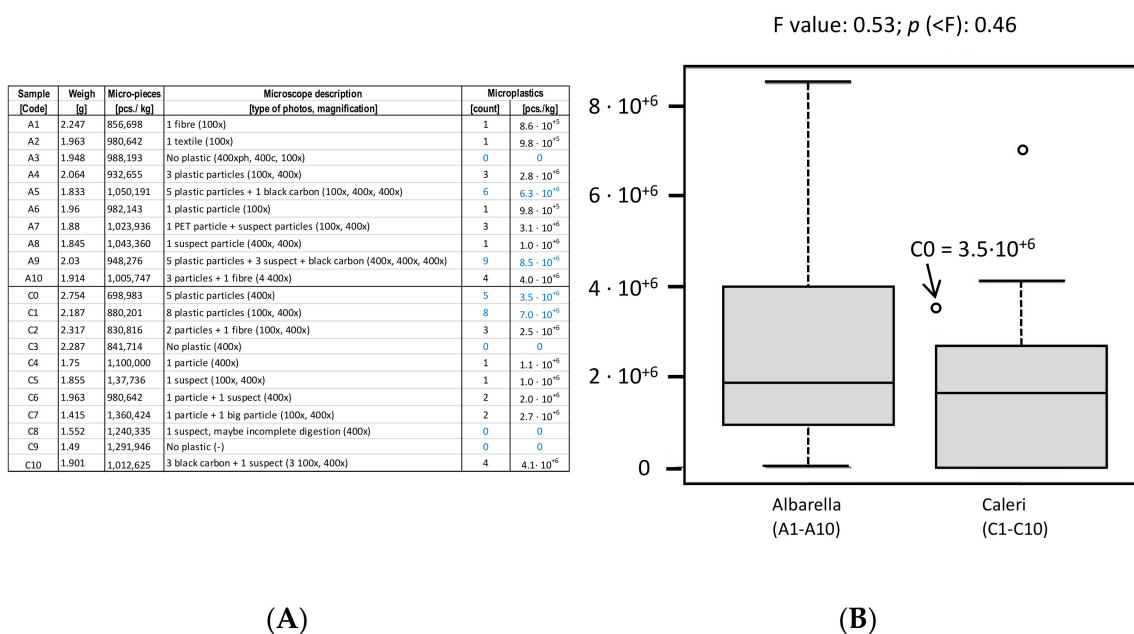 F value: 0.53; p (<F): 0.46
Sample Weigh Micro-pieces Microscope description Microplastics
[Code] [g] [pcs./ kg] [type of photos, magnification] [count] [pcs./kg]
A1 2.247 856,698 1 fibre (100x) 1 8.6 · 10⁺⁵
A2 1.963 980,642 1 textile (100x) 1 9.8 · 10⁺⁵
A3 1.948 988,193 No plastic (400xph, 400c, 100x) 0 0
A4 2.064 932,655 3 plastic particles (100x, 400x) 3 2.8 · 10⁺⁶
A5 1.833 1,050,191 5 plastic particles + 1 black carbon (100x, 400x, 400x) 6 6.3 · 10⁺⁶
A6 1.96 982,143 1 plastic particle (100x) 1 9.8 · 10⁺⁵
A7 1.88 1,023,936 1 PET particle + suspect particles (100x, 400x) 3 3.1 · 10⁺⁶
A8 1.845 1,043,360 1 suspect particle (400x, 400x) 1 1.0 · 10⁺⁶
A9 2.03 948,276 5 plastic particles + 3 suspect + black carbon (400x, 400x, 400x) 9 8.5 · 10⁺⁶
A10 1.914 1,005,747 3 particles + 1 fibre (4 400x) 4 4.0 · 10⁺⁶
C0 2.754 698,983 5 plastic particles (400x) 5 3.5 · 10⁺⁶
C1 2.187 880,201 8 plastic particles (100x, 400x) 8 7.0 · 10⁺⁶
C2 2.317 830,816 2 particles + 1 fibre (100x, 400x) 3 2.5 · 10⁺⁶
C3 2.287 841,714 No plastic (400x) 0 0
C4 1.75 1,100,000 1 particle (400x) 1 1.1 · 10⁺⁶
C5 1.855 1,37,736 1 suspect (100x, 400x) 1 1.0 · 10⁺⁶
C6 1.963 980,642 1 particle + 1 suspect (400x) 2 2.0 · 10⁺⁶
C7 1.415 1,360,424 1 particle + 1 big particle (100x, 400x) 2 2.7 · 10⁺⁶
C8 1.552 1,240,335 1 suspect, maybe incomplete digestion (400x) 0 0
C9 1.49 1,291,946 No plastic (-) 0 0
C10 1.901 1,012,625 3 black carbon + 1 suspect (3 100x, 400x) 4 4.1· 10⁺⁶
8 · 10⁺⁶
6 · 10⁺⁶
C0 = 3.5·10⁺⁶
4 · 10⁺⁶
2 · 10⁺⁶
0
Albarella Caleri
(A1-A10) (C1-C10)
(A) (B)